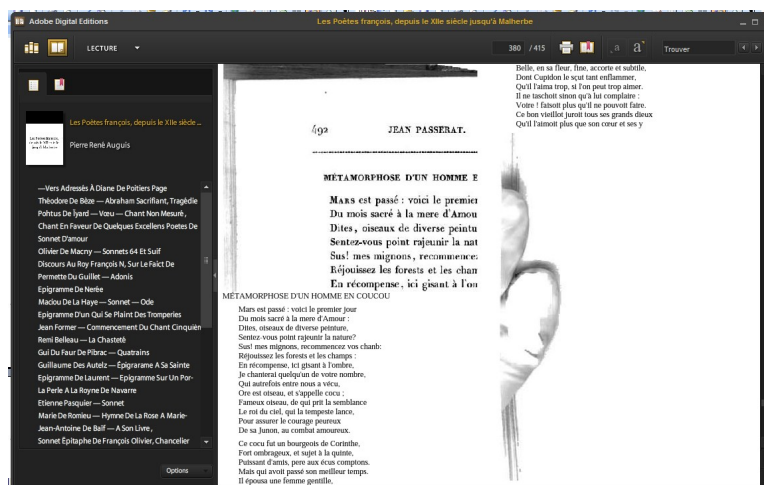 Adobe Digital Editions
Les Poètes françois, depuis le XIIe siècle jusqu'à Malherbe
LECTURE
380 / 415
a
a
Trouver
Les Poètes françois, depuis le XIIe siècle ...
Pierre René Auguis
—Vers Adressés À Diane De Poitiers Page
Théodore De Bèze — Abraham Sacrifiant, Tragédie
Pohtus De Ïyard — Vœu — Chant Non Mesuré,
Chant En Faveur De Quelques Excellens Poetes De
Sonnet D'amour
Olivier De Macny — Sonnets 64 Et Suif
Discours Au Roy François N, Sur Le Faict De
Permette Du Guillet — Adonis
Epigramme De Nerée
Maciou De La Haye — Sonnet — Ode
Epigramme D'un Qui Se Plaint Des Tromperies
Jean Former — Commencement Du Chant Cinquièn
Remi Belleau — La Chasteté
Gui Du Faur De Pibrac — Quatrains
Guillaume Des Autelz — Épigrarame A Sa Sainte
Epigramme De Laurent — Epigramme Sur Un Por-
La Perle A La Royne De Navarre
Etienne Pasquier — Sonnet
Marie De Romieu — Hymne De La Rose A Marie-
Jean-Antoine De Baïf — A Son Livre,
Sonnet Épitaphe De François Olivier, Chancelier
Options
492 JEAN PASSERAT.
MÉTAMORPHOSE D'UN HOMME E
MARS est passé : voici le premier
Du mois sacré à la mere d'Amou
Dites, oiseaux de diverse peintu
Sentez-vous point rajeunir la nat
Sus! mes mignons, recommence
Réjouissez les forests et les cham
En récompense, ici gisant à l'om
MÉTAMORPHOSE D'UN HOMME EN COUCOU
Mars est passé : voici le premier jour
Du mois sacré à la mere d'Amour :
Dites, oiseaux de diverse peinture,
Sentez-vous point rajeunir la nature?
Sus! mes mignons, recommencez vos chanb:
Réjouissez les forests et les champs :
En récompense, ici gisant à l'ombre,
Je chanterai quelqu'un de votre nombre,
Qui autrefois entre nous a vécu,
Ore est oiseau, et s'appelle cocu ;
Fameux oiseau, de qui prit la semblance
Le roi du ciel, qui la tempeste lance,
Pour assurer le courage peureux
De sa Junon, au combat amoureux.
Ce cocu fut un bourgeois de Corinthe,
Fort ombrageux, et sujet à la quinte,
Puissant d'amis, pere aux écus comptons.
Mais qui avoit passé son meilleur temps.
Il épousa une femme gentille,
Belle, en sa fleur, fine, accorte et subtile,
Dont Cupidon le sçut tant enflammer,
Qu'il l'aima trop, si l'on peut trop aimer.
Il ne taschoit sinon qu'à lui complaire :
Voire ! faisoit plus qu'il ne pouvoit faire.
Ce bon vieillot juroit tous ses grands dieux
Qu'il l'aimoit plus que son cœur et ses y